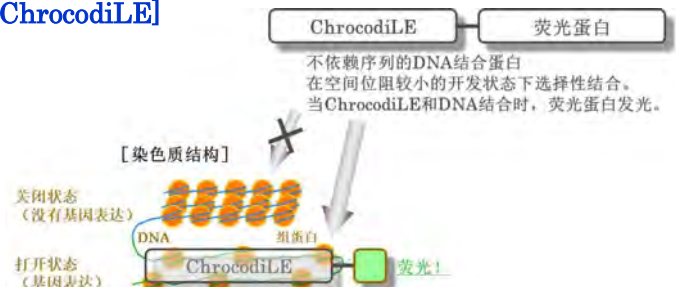 ChrocodiLE]
ChrocodiLE
荧光蛋白
不依赖序列的DNA结合蛋白
在空间位阻较小的开发状态下选择性结合。
当ChrocodiLE和DNA结合时，荧光蛋白发光。
[染色质结构]
关闭状态
（没有基因表达）
DNA
组蛋白
打开状态
ChrocodiLE
荧光！
（基因表达）